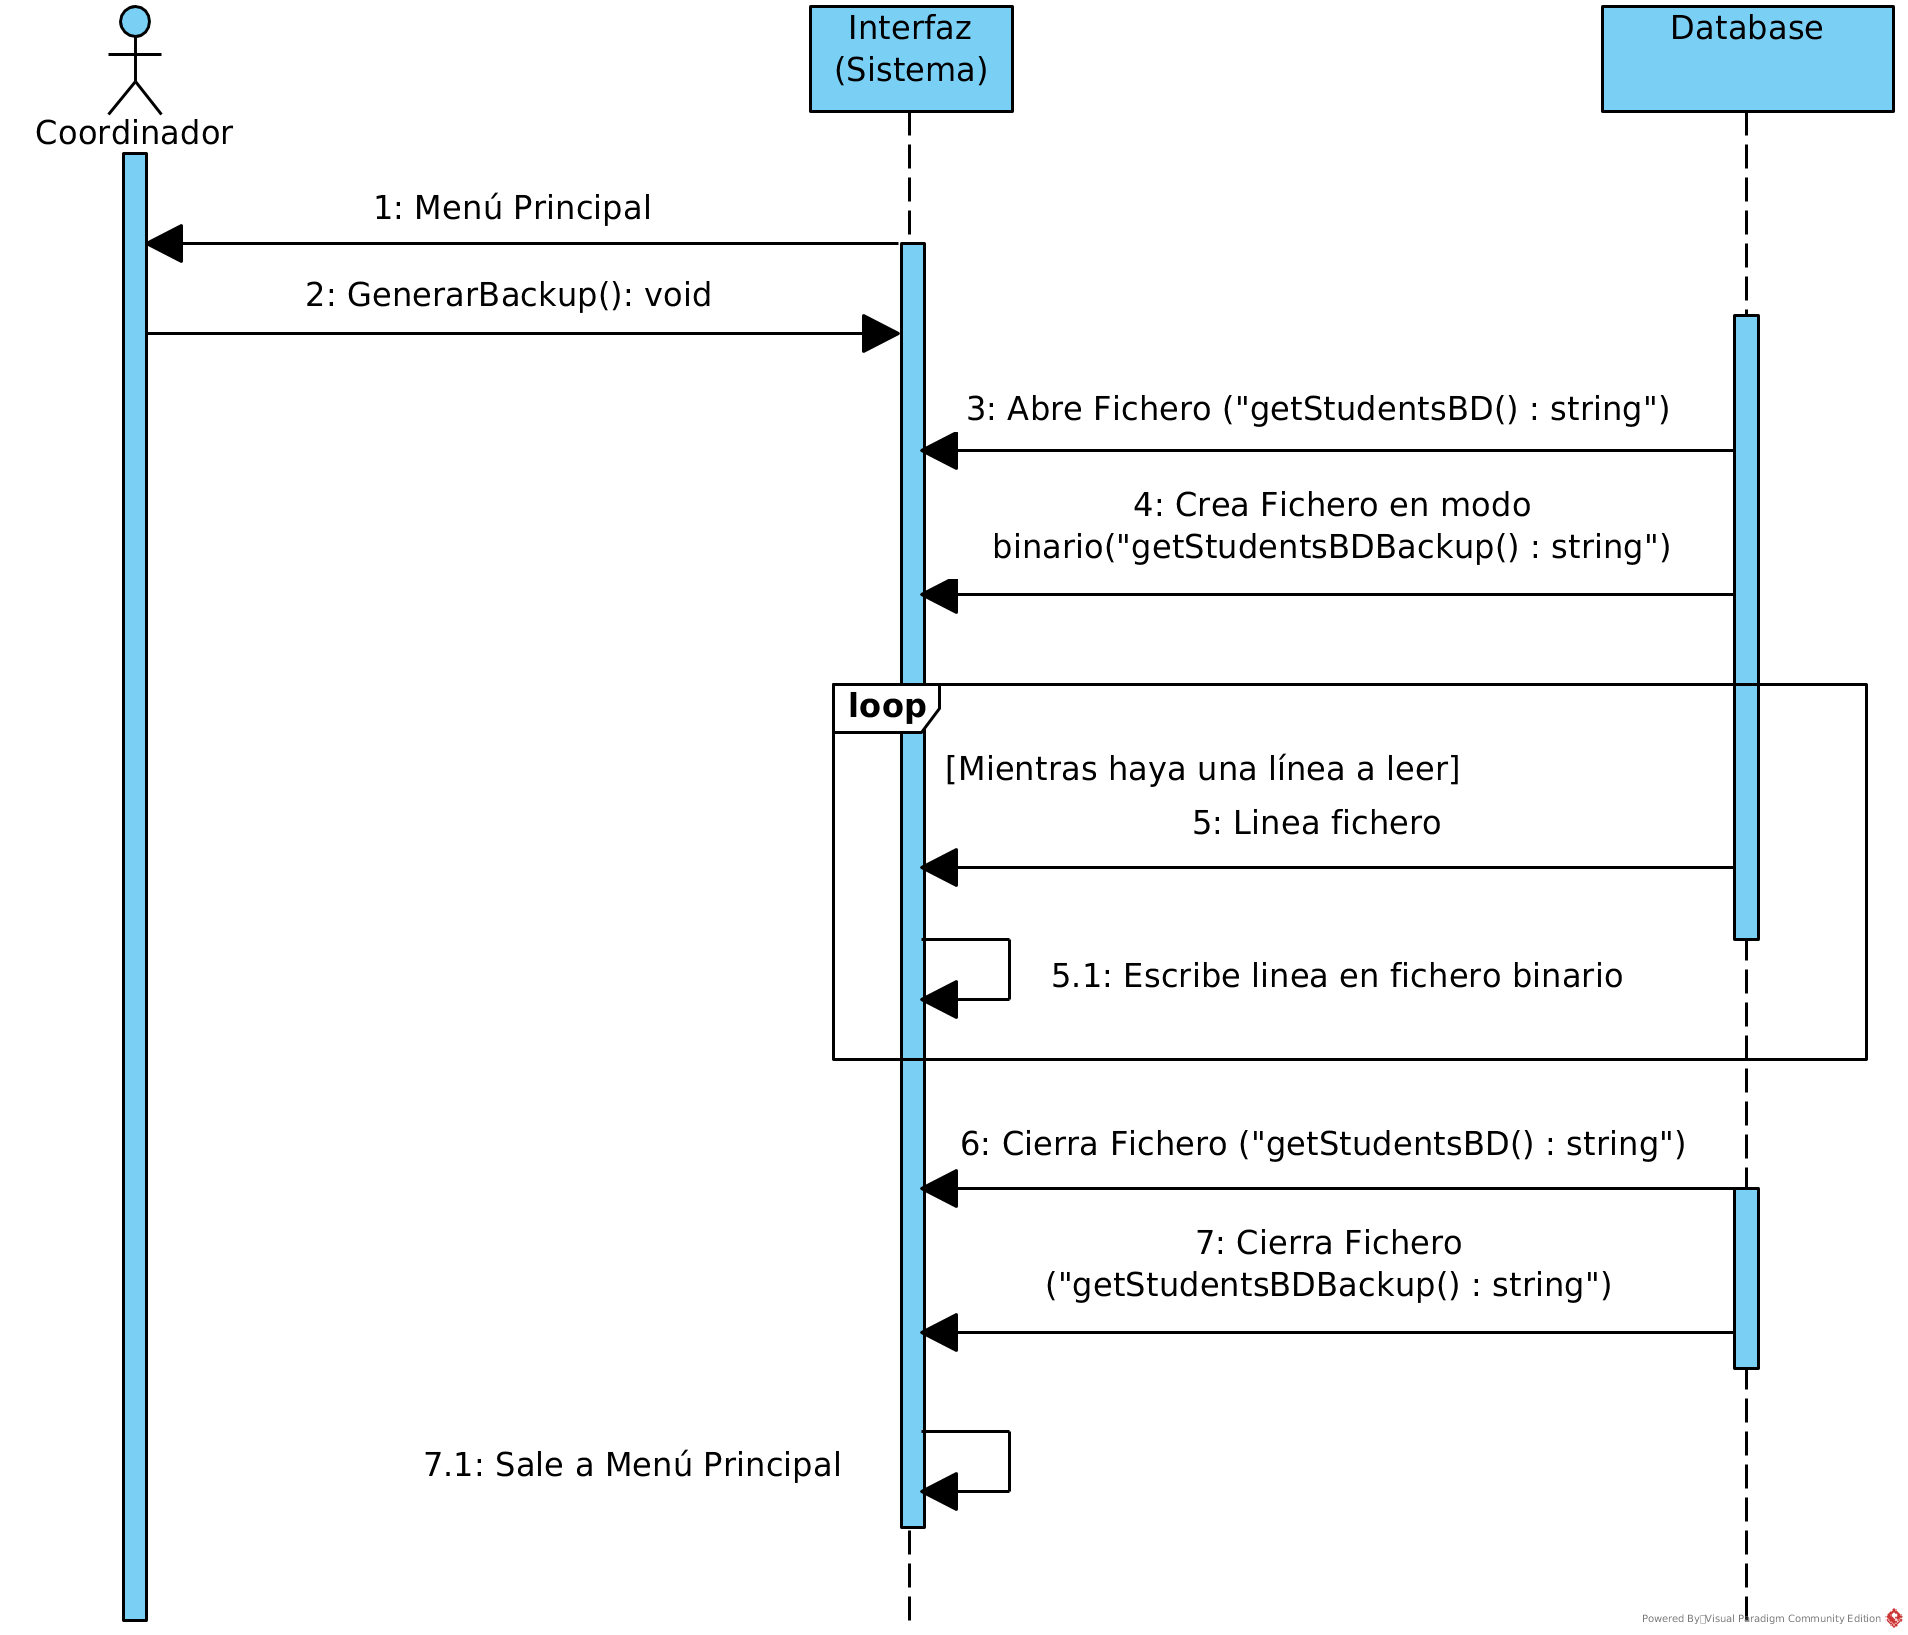 Interfaz
(Sistema)
Database
Coordinador
1: Menú Principal
2: GenerarBackup(): void
3: Abre Fichero ("getStudentsBD() : string")
4: Crea Fichero en modo
binario("getStudentsBDBackup() : string")
loop
[Mientras haya una línea a leer]
5: Linea fichero
5.1: Escribe linea en fichero binario
6: Cierra Fichero ("getStudentsBD() : string")
7: Cierra Fichero
("getStudentsBDBackup() : string")
7.1: Sale a Menú Principal
Powered By Visual Paradigm Community Edition